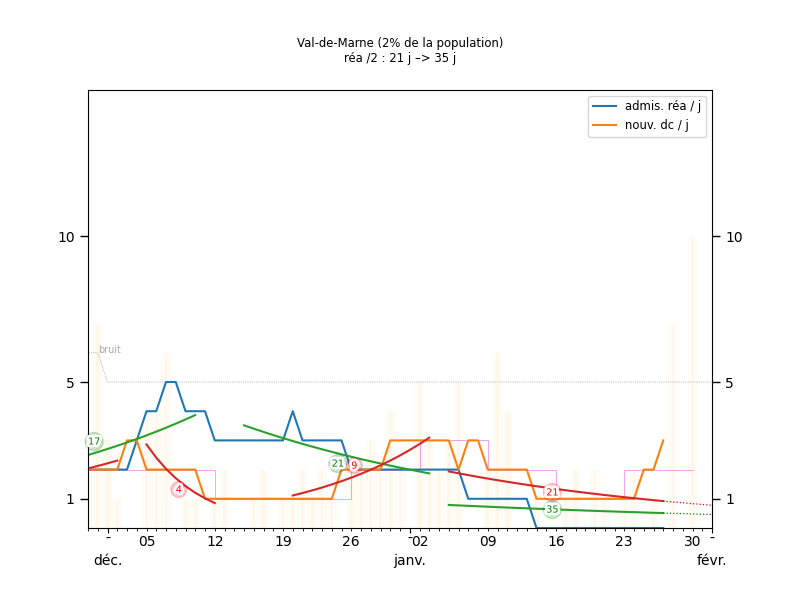 Val-de-Marne (2% de la population)
réa /2 : 21 j –> 35 j
admis. réa / j
nouv. dc / j
10
10
bruit
5
5
17
21
9
4
21
35
1
1
- 05 12 19 26 -02 09 16 23 30 -
déc. janv. févr.